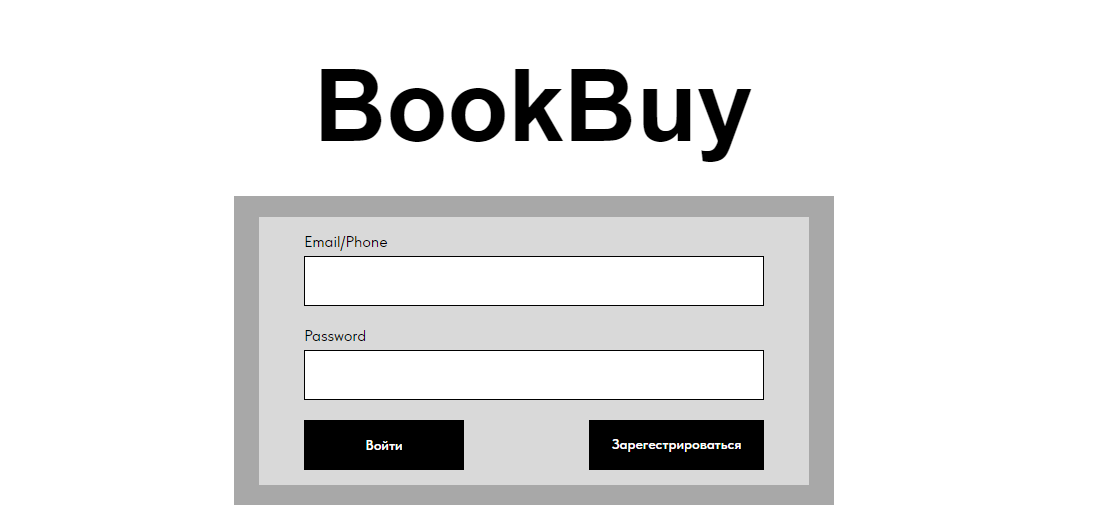 BookBuy
Email/Phone
Password
Войти
Зарегестрироваться